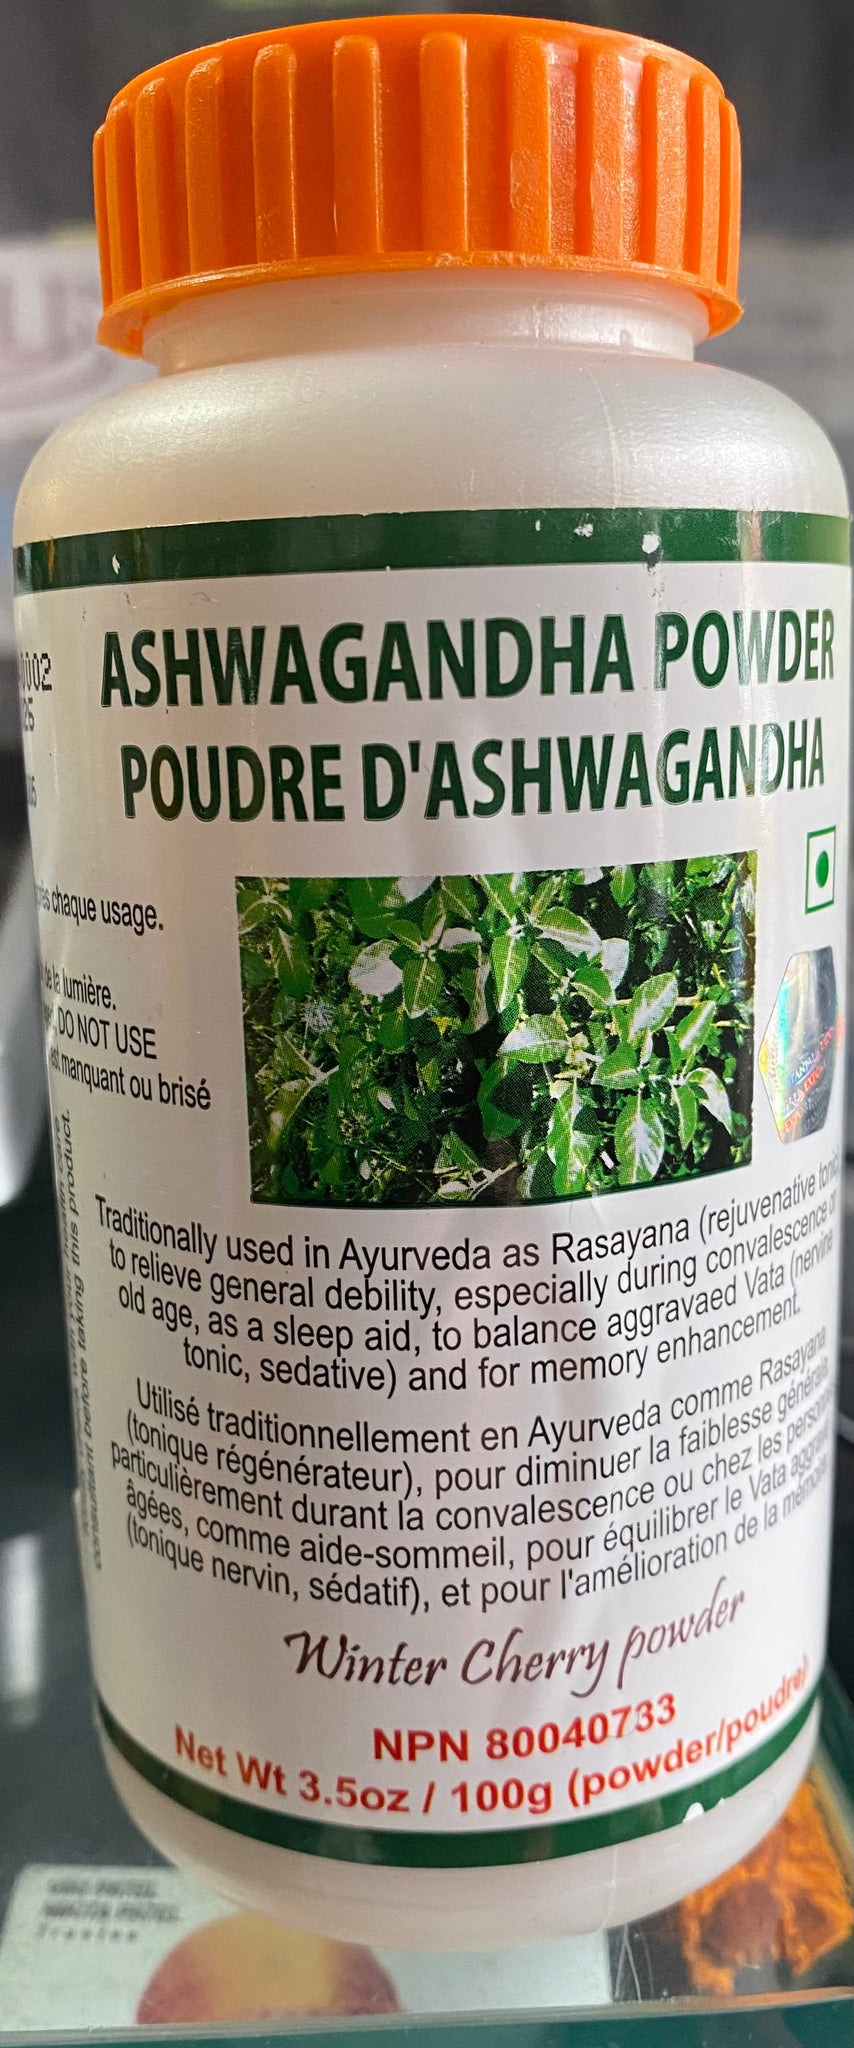 ASHWAGANDHA POWDER
POUDRE D'ASHWAGANDHA
chaque usage.
de la lumière.
DO NOT USE
est manquant ou brisé
consultant before taking this product.
Traditionally used in Ayurveda as Rasayana (rejuvenative tonic)
to relieve general debility, especially during convalescence or
old age, as a sleep aid, to balance aggravaed Vata (nervine
tonic, sedative) and for memory enhancement.
Utilisé traditionnellement en Ayurveda comme Rasayana
(tonique régénérateur), pour diminuer la faiblesse générale,
particulièrement durant la convalescence ou chez les
âgées, comme aide-sommeil, pour équilibrer le Vata
(tonique nervin, sédatif), et pour l'amélioration de la
Winter Cherry powder
NPN 80040733
Net Wt 3.5oz / 100g (powder/poudre)